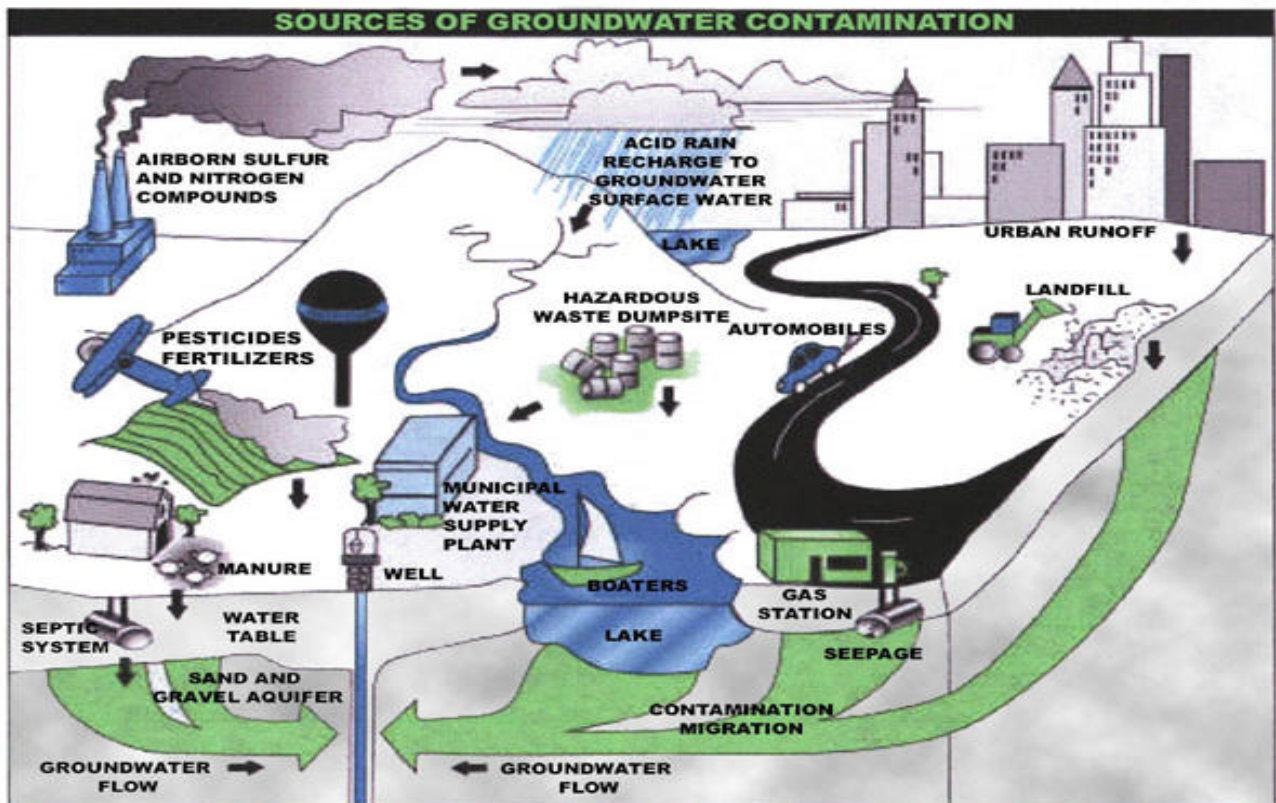 SOURCES OF GROUNDWATER CONTAMINATION
AIRBORN SULFUR
AND NITROGEN
COMPOUNDS
ACID RAIN
RECHARGE TO
GROUNDWATER
SURFACE WATER
LAKE
URBAN RUNOFF
PESTICIDES
FERTILIZERS
HAZARDOUS
WASTE DUMPSITE
AUTOMOBILES
LANDFILL
MUNICIPAL
WATER
SUPPLY
PLANT
MANURE
WELL
BOATERS
GAS
STATION
SEPTIC
SYSTEM
WATER
TABLE
LAKE
SEEPAGE
SAND AND
GRAVEL AQUIFER
CONTAMINATION
MIGRATION
GROUNDWATER
FLOW
GROUNDWATER
FLOW